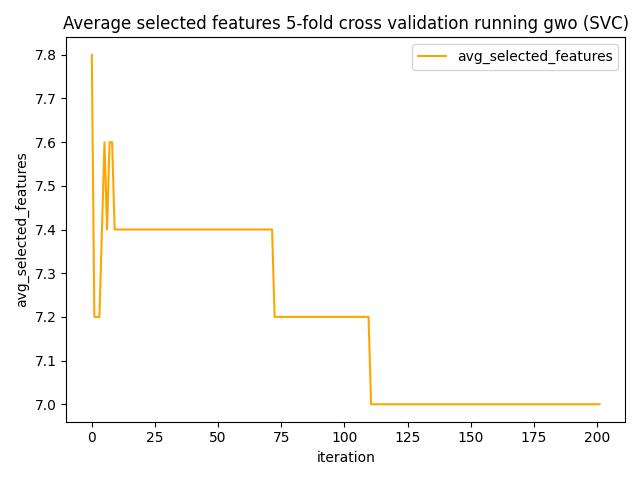 Average selected features 5-fold cross validation running gwo (SVC)
avg_selected_features
7.8
7.7
7.6
7.5
7.4
7.3
7.2
7.1
7.0
avg_selected_features
0 25 50 75 100 125 150 175 200
iteration